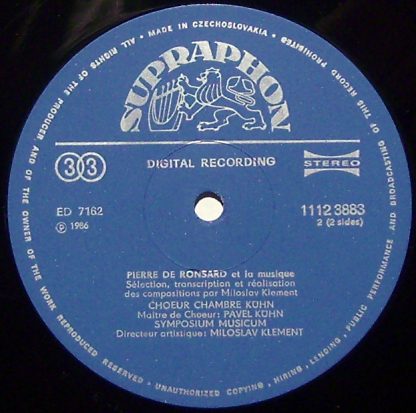 • MADE IN CZECHOSLOVAKIA • ALL RIGHTS OF THE PRODUCER AND OF THE OWNER OF THE WORK REPRODUCED RESERVED • UNAUTHORIZED COPYING • HIRING • LENDING • PUBLIC PERFORMANCE AND BROADCASTING OF THIS RECORD PROHIBITED
SUPRAPHON
33
DIGITAL RECORDING
STEREO
ED 7162
1112 3883
℗ 1986
2 (2 sides)
PIERRE DE RONSARD et la musique
Sélection, transcription et réalisation
des compositions par Miloslav Klement
CHOEUR CHAMBRE KÜHN
Maître de Choeur: PAVEL KÜHN
SYMPOSIUM MUSICUM
Directeur artistique: MILOSLAV KLEMENT